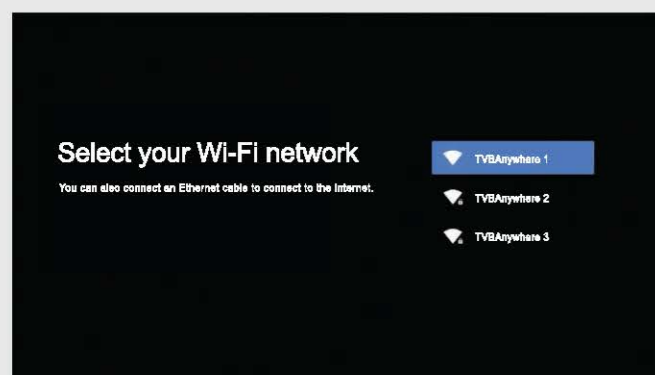 Select your Wi-Fi network
You can also connect an Ethernet cable to connect to the Internet.
TVBAnywhere 1
TVBAnywhere 2
TVBAnywhere 3